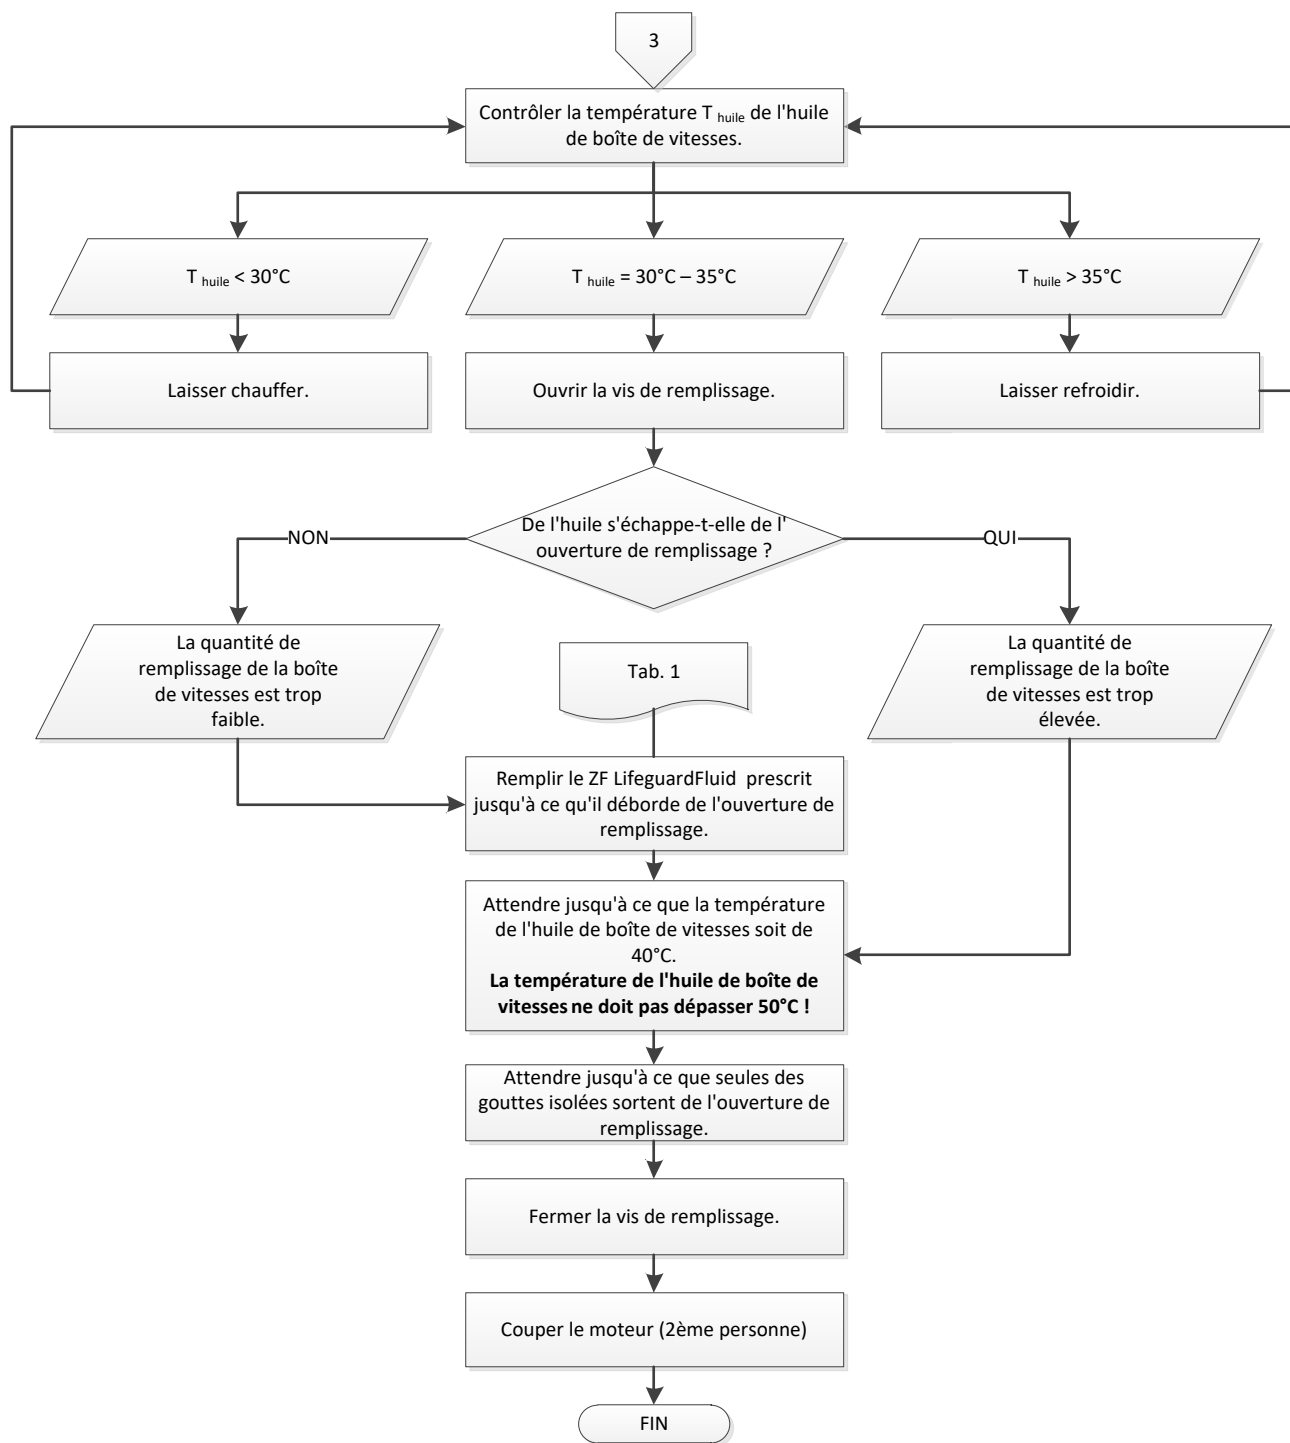 3
Contrôler la température T huile de l'huile
de boîte de vitesses.
T huile < 30°C
T huile = 30°C – 35°C
T huile > 35°C
Laisser chauffer.
Ouvrir la vis de remplissage.
Laisser refroidir.
De l'huile s'échappe-t-elle de l'
ouverture de remplissage ?
NON
QUI
La quantité de
remplissage de la boîte
de vitesses est trop
faible.
Tab. 1
La quantité de
remplissage de la boîte
de vitesses est trop
élevée.
Remplir le ZF LifeguardFluid prescrit
jusqu'à ce qu'il déborde de l'ouverture de
remplissage.
Attendre jusqu'à ce que la température
de l'huile de boîte de vitesses soit de
40°C.
La température de l'huile de boîte de
vitesses ne doit pas dépasser 50°C !
Attendre jusqu'à ce que seules des
gouttes isolées sortent de l'ouverture de
remplissage.
Fermer la vis de remplissage.
Couper le moteur (2ème personne)
FIN